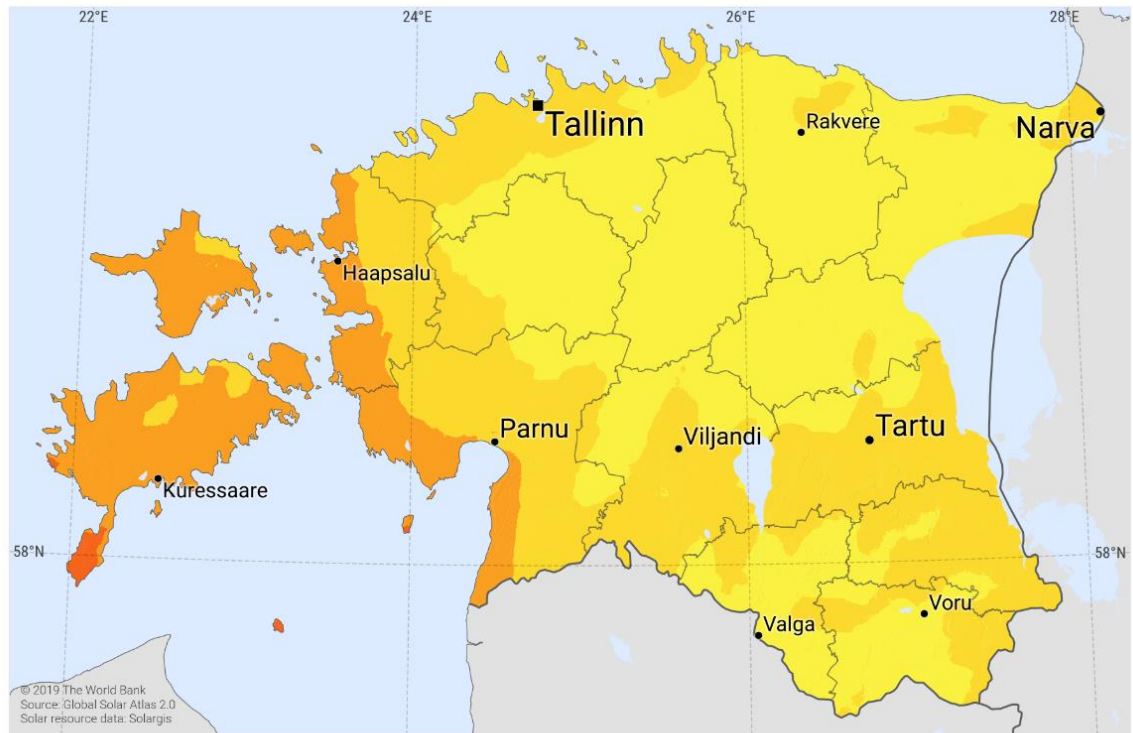 22°E
24°E
26°E
28°E
Tallinn
Rakvere
Narva
Haapsalu
Parnu
Viljandi
Tartu
Kuressaare
58°N
58°N
Voru
Valga
© 2019 The World Bank
Source: Global Solar Atlas 2.0
Solar resource data: Solargis